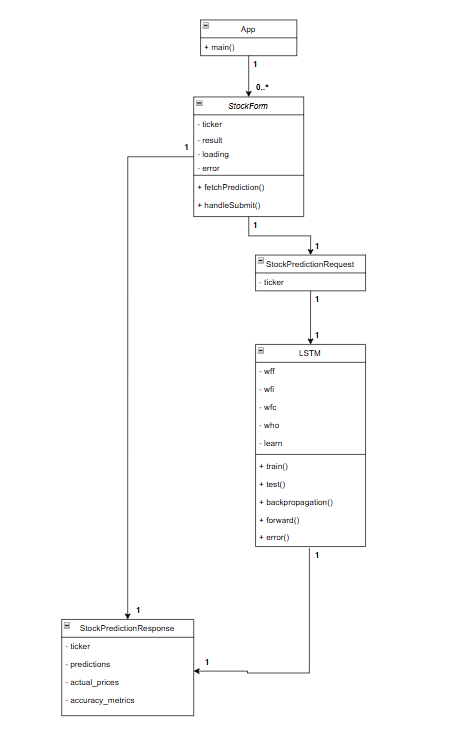 App
+ main()
1
0..*
StockForm
- ticker
- result
- loading
- error
+ fetchPrediction()
+ handleSubmit()
1
1
1
StockPredictionRequest
- ticker
1
1
LSTM
- wff
- wfi
- wfc
- who
- learn
+ train()
+ test()
+ backpropagation()
+ forward()
+ error()
1
1
StockPredictionResponse
- ticker
- predictions
- actual_prices
- accuracy_metrics
1